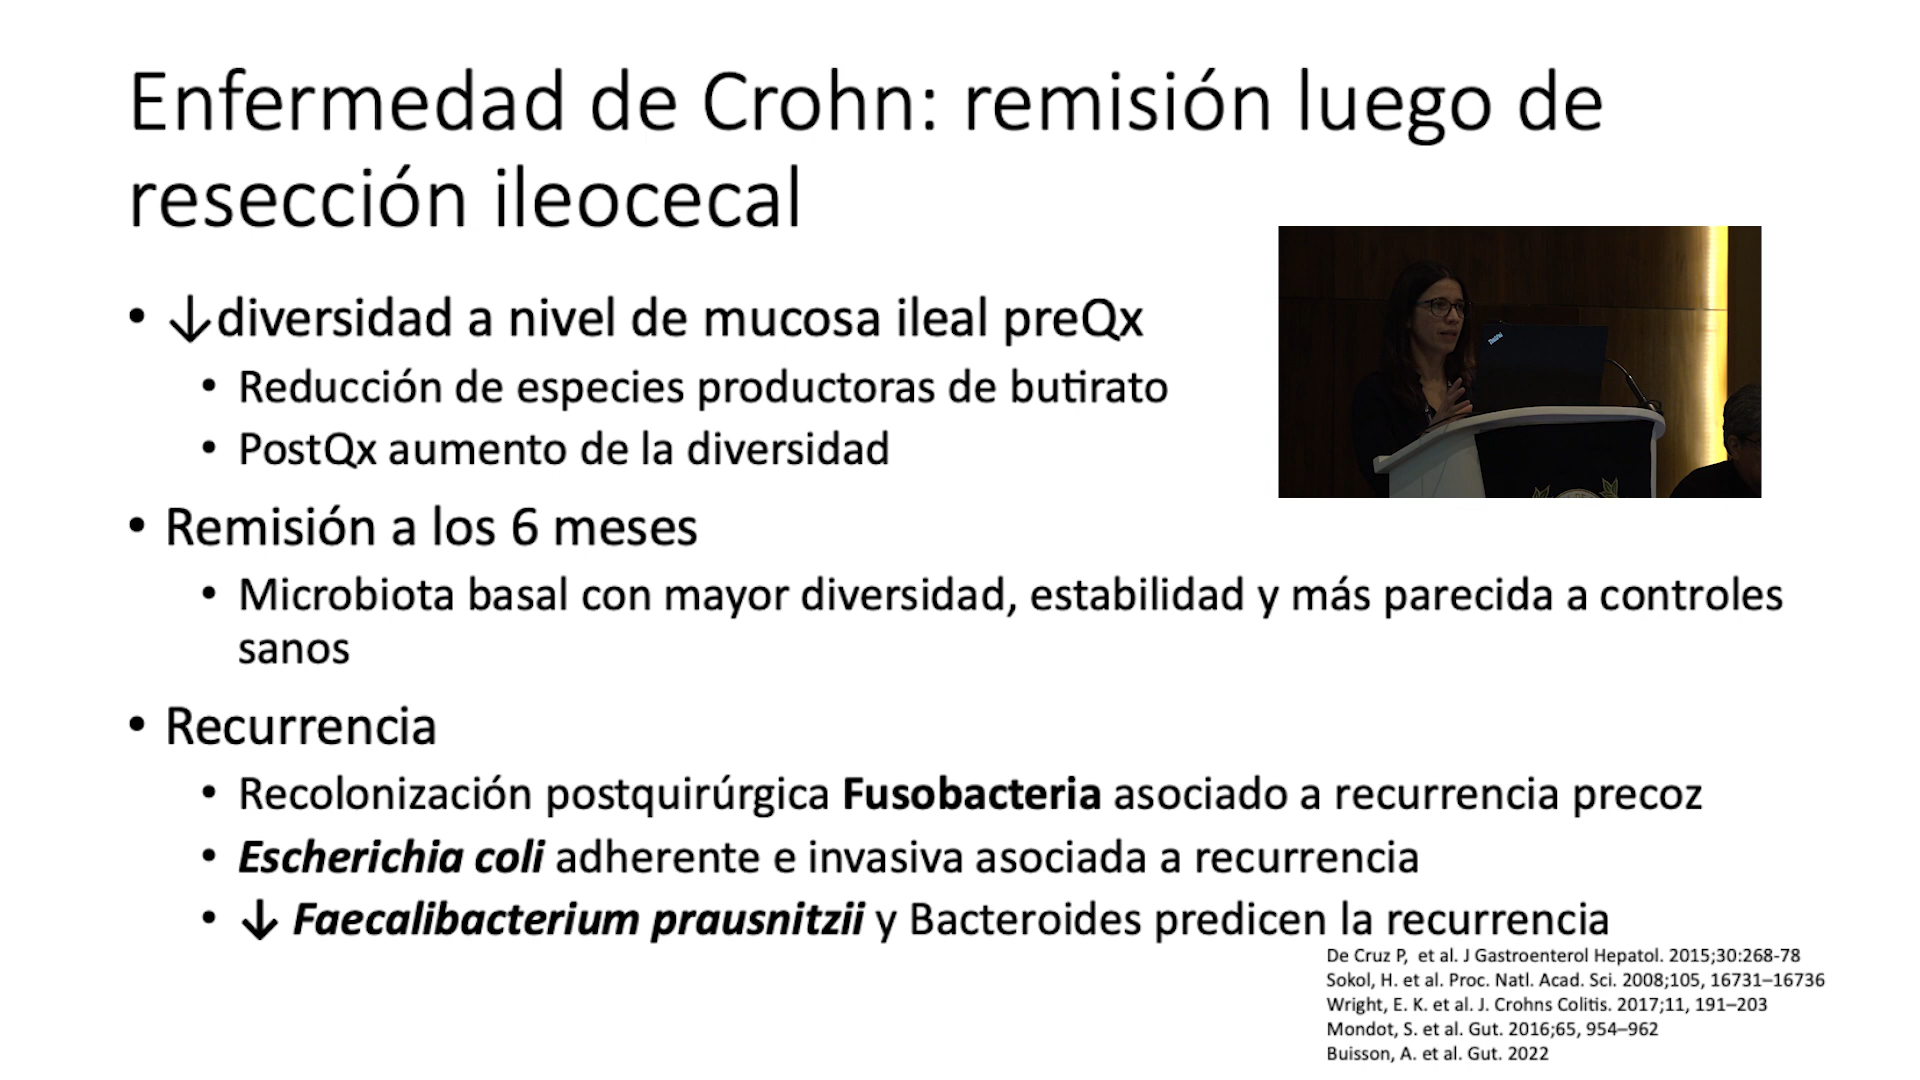 Enfermedad de Crohn: remisión luego de
resección ileocecal
• ↓diversidad a nivel de mucosa ileal preQx
• Reducción de especies productoras de butirato
• PostQx aumento de la diversidad
• Remisión a los 6 meses
• Microbiota basal con mayor diversidad, estabilidad y más parecida a controles
sanos
• Recurrencia
• Recolonización postquirúrgica Fusobacteria asociado a recurrencia precoz
• Escherichia coli adherente e invasiva asociada a recurrencia
• ↓ Faecalibacterium prausnitzii y Bacteroides predicen la recurrencia
De Cruz P, et al. J Gastroenterol Hepatol. 2015;30:268-78
Sokol, H. et al. Proc. Natl. Acad. Sci. 2008;105, 16731–16736
Wright, E. K. et al. J. Crohns Colitis. 2017;11, 191–203
Mondot, S. et al. Gut. 2016;65, 954–962
Buisson, A. et al. Gut. 2022
ThinkPad